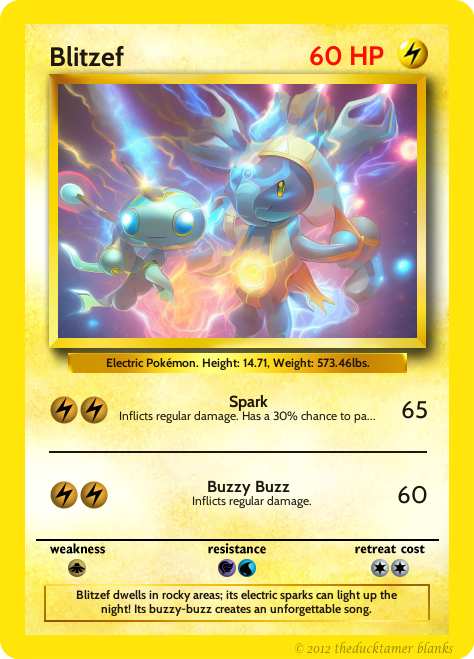 Blitzef
60 HP
Electric Pokémon. Height: 14.71, Weight: 573.46lbs.
Spark
Inflicts regular damage. Has a 30% chance to pa...
65
Buzzy Buzz
Inflicts regular damage.
60
weakness
resistance
retreat cost
Blitzef dwells in rocky areas; its electric sparks can light up the
night! Its buzzy-buzz creates an unforgettable song.
© 2012 theducktamer blanks